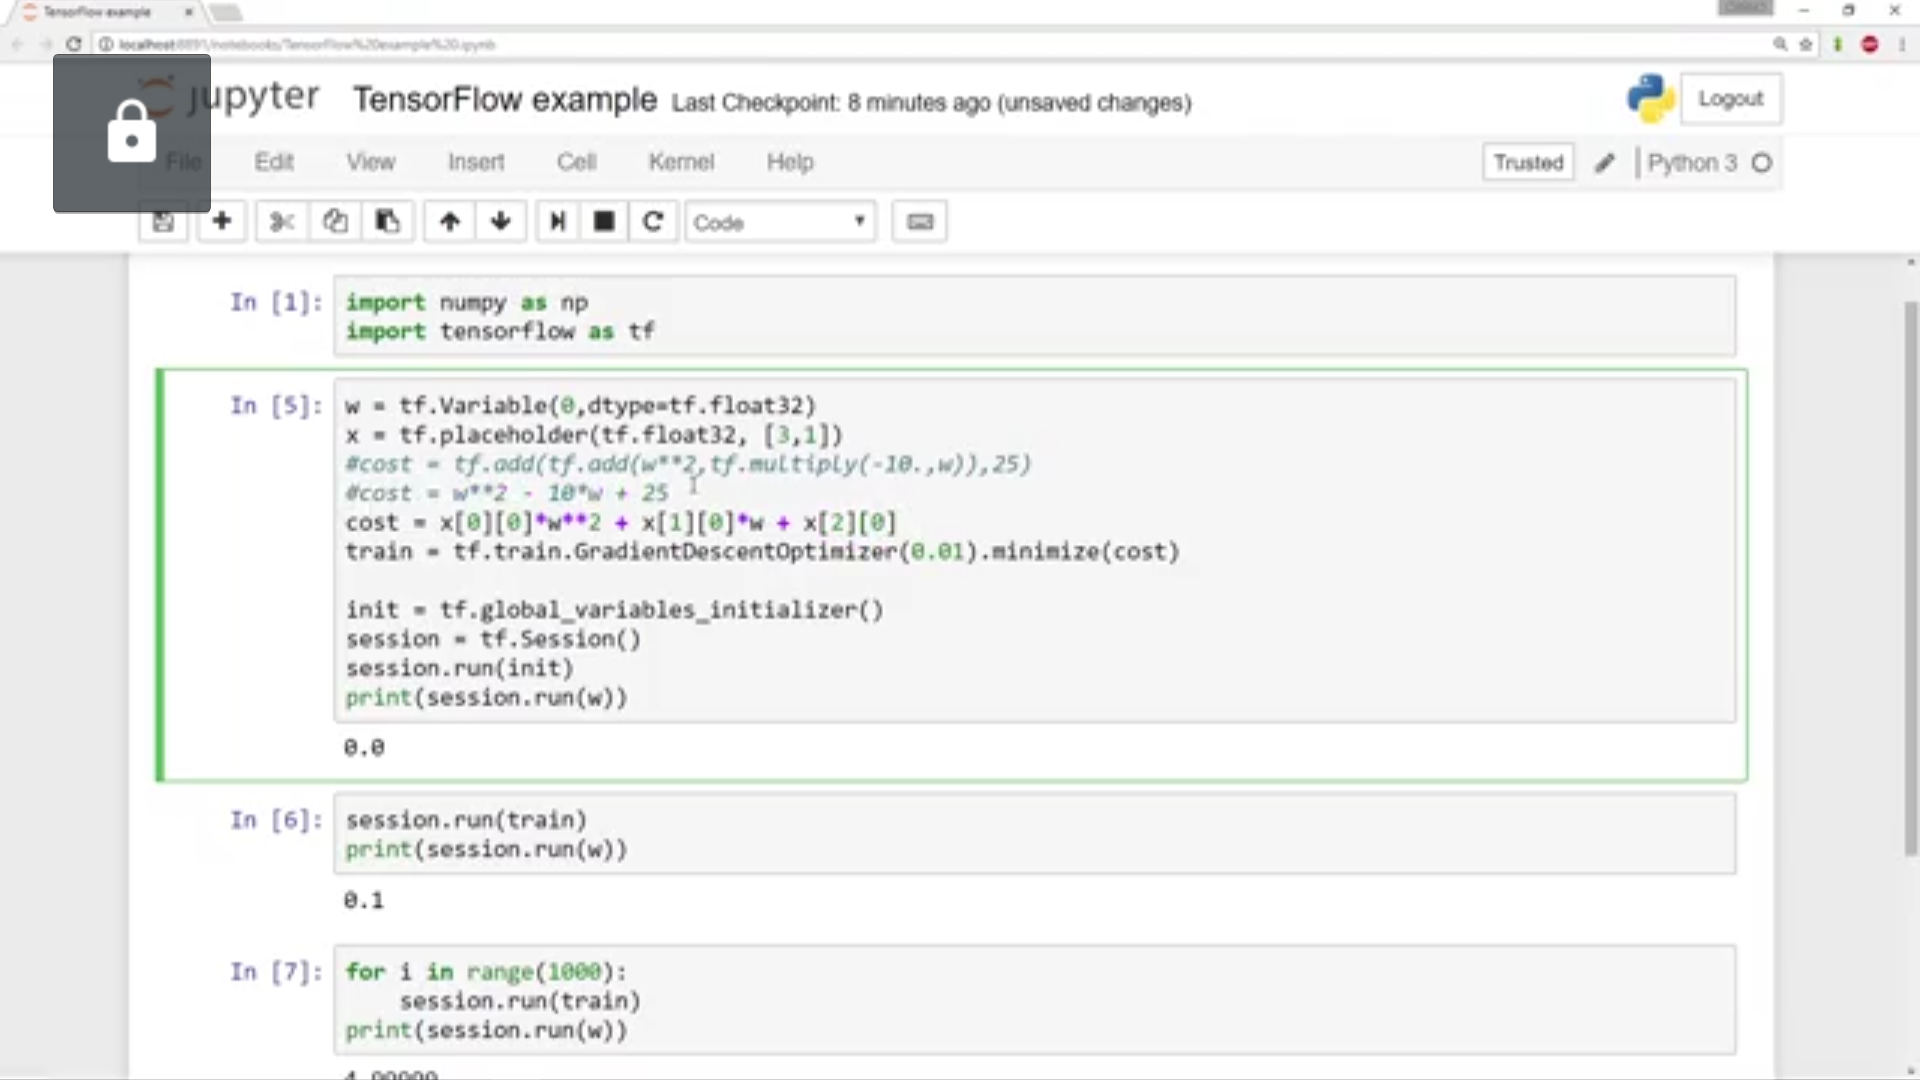 TensorFlow example
localhost:8891/notebooks/TensorFlow%20example%20.ipynb
jupyter TensorFlow example Last Checkpoint: 8 minutes ago (unsaved changes)
Logout
File Edit View Insert Cell Kernel Help
Trusted Python 3
Code
In [1]: import numpy as np
import tensorflow as tf
In [5]: w = tf.Variable(0,dtype=tf.float32)
x = tf.placeholder(tf.float32, [3,1])
#cost = tf.add(tf.add(w**2,tf.multiply(-10.,w)),25)
#cost = w**2 - 10*w + 25
cost = x[0][0]*w**2 + x[1][0]*w + x[2][0]
train = tf.train.GradientDescentOptimizer(0.01).minimize(cost)
init = tf.global_variables_initializer()
session = tf.Session()
session.run(init)
print(session.run(w))
0.0
In [6]: session.run(train)
print(session.run(w))
0.1
In [7]: for i in range(1000):
session.run(train)
print(session.run(w))